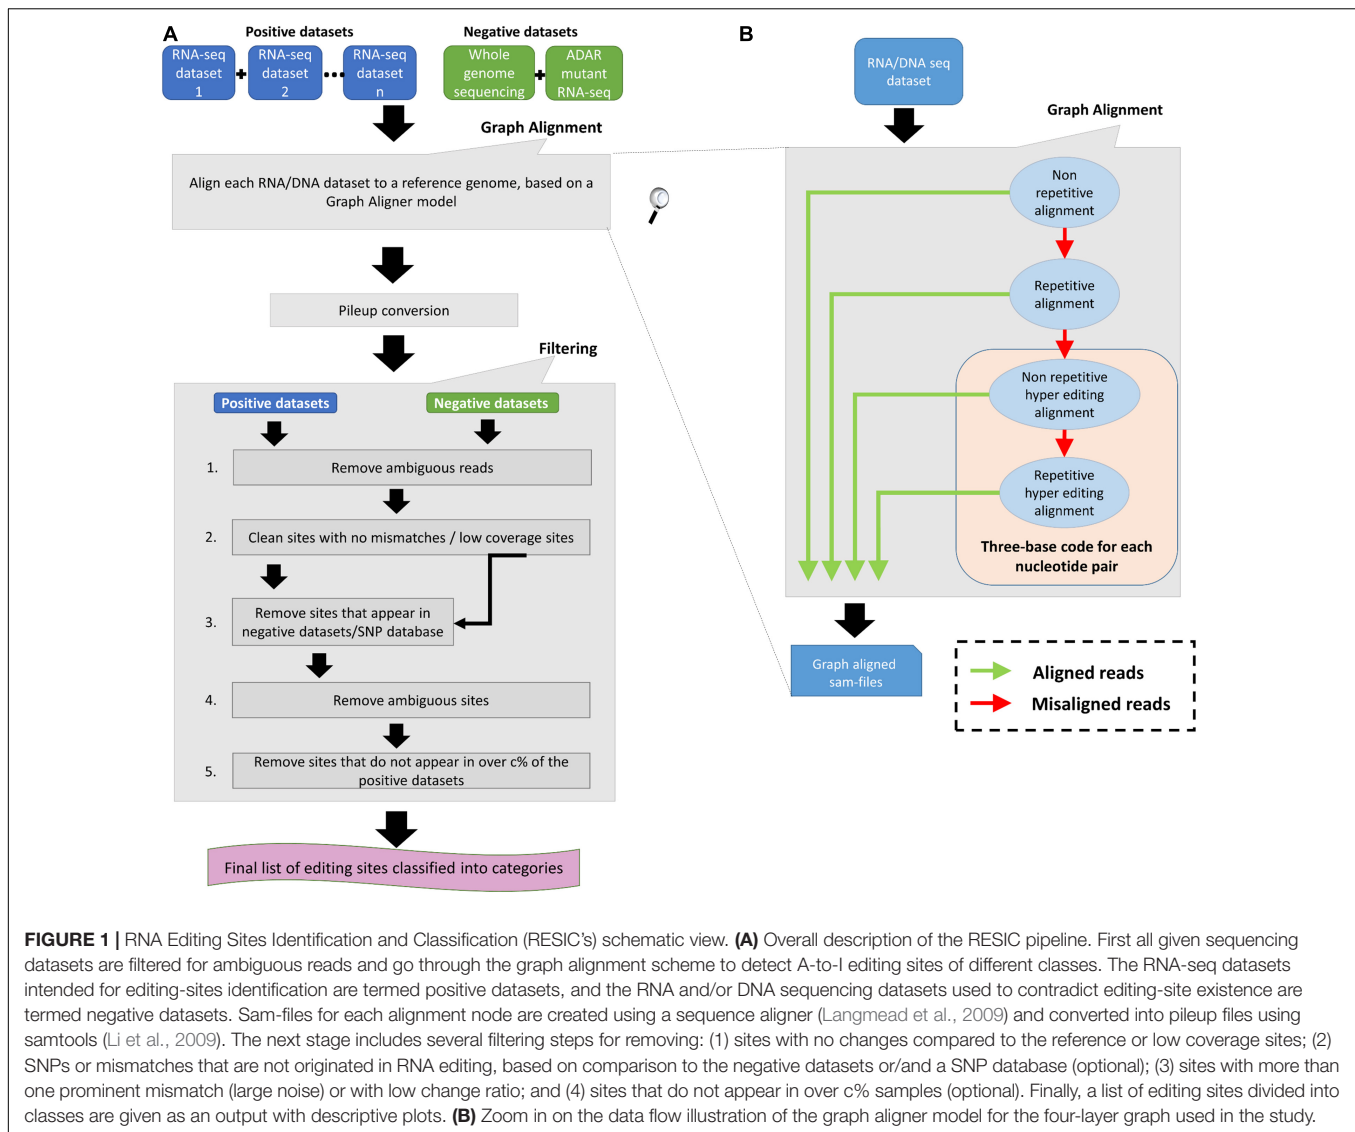 A
Positive datasets
Negative datasets
RNA-seq
dataset
1
+
RNA-seq
dataset
2
•••
RNA-seq
dataset
n
Whole
genome
sequencing
+
ADAR
mutant
RNA-seq
Graph Alignment
Align each RNA/DNA dataset to a reference genome, based on a
Graph Aligner model
Pileup conversion
Filtering
Positive datasets
Negative datasets
1.
Remove ambiguous reads
2.
Clean sites with no mismatches / low coverage sites
3.
Remove sites that appear in
negative datasets/SNP database
4.
Remove ambiguous sites
5.
Remove sites that do not appear in over c% of the
positive datasets
Final list of editing sites classified into categories
B
RNA/DNA seq
dataset
Graph Alignment
Non
repetitive
alignment
Repetitive
alignment
Non repetitive
hyper editing
alignment
Repetitive
hyper editing
alignment
Three-base code for each
nucleotide pair
Graph aligned
sam-files
Aligned reads
Misaligned reads
FIGURE 1 | RNA Editing Sites Identification and Classification (RESIC's) schematic view. (A) Overall description of the RESIC pipeline. First all given sequencing
datasets are filtered for ambiguous reads and go through the graph alignment scheme to detect A-to-I editing sites of different classes. The RNA-seq datasets
intended for editing-sites identification are termed positive datasets, and the RNA and/or DNA sequencing datasets used to contradict editing-site existence are
termed negative datasets. Sam-files for each alignment node are created using a sequence aligner (Langmead et al., 2009) and converted into pileup files using
samtools (Li et al., 2009). The next stage includes several filtering steps for removing: (1) sites with no changes compared to the reference or low coverage sites; (2)
SNPs or mismatches that are not originated in RNA editing, based on comparison to the negative datasets or/and a SNP database (optional); (3) sites with more than
one prominent mismatch (large noise) or with low change ratio; and (4) sites that do not appear in over c% samples (optional). Finally, a list of editing sites divided into
classes are given as an output with descriptive plots. (B) Zoom in on the data flow illustration of the graph aligner model for the four-layer graph used in the study.